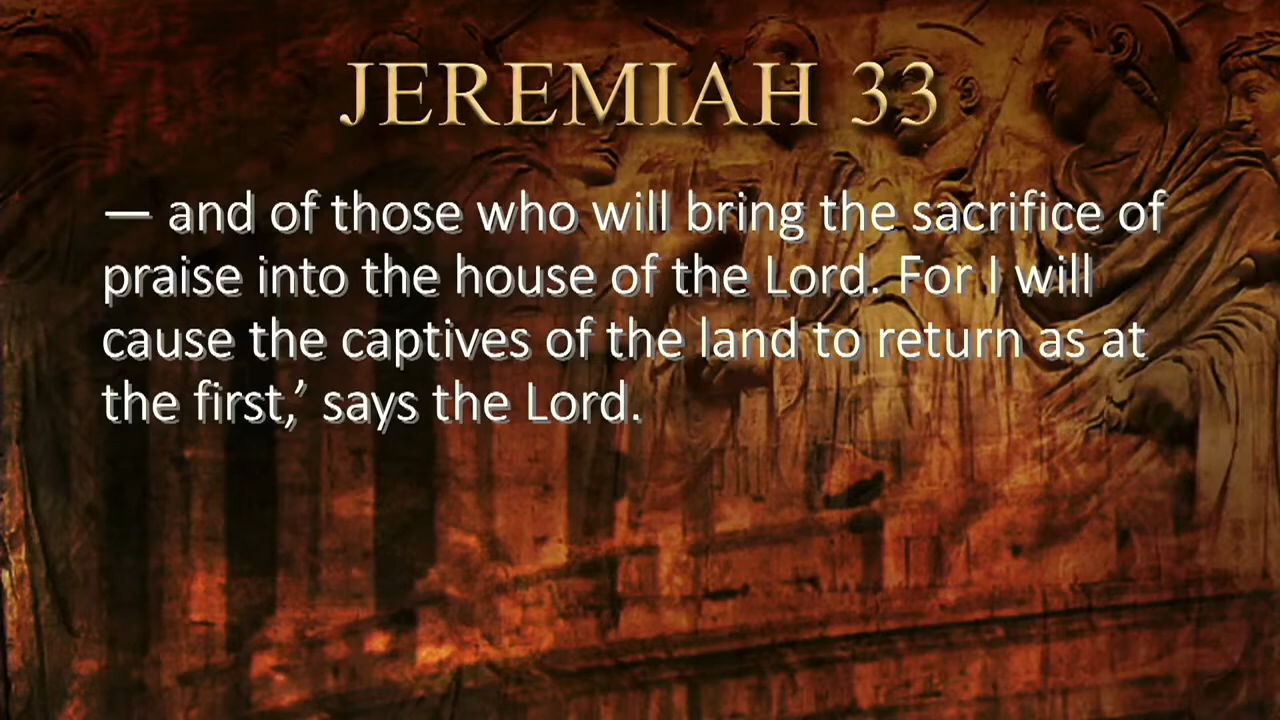 JEREMIAH 33
— and of those who will bring the sacrifice of
praise into the house of the Lord. For I will
cause the captives of the land to return as at
the first,’ says the Lord.